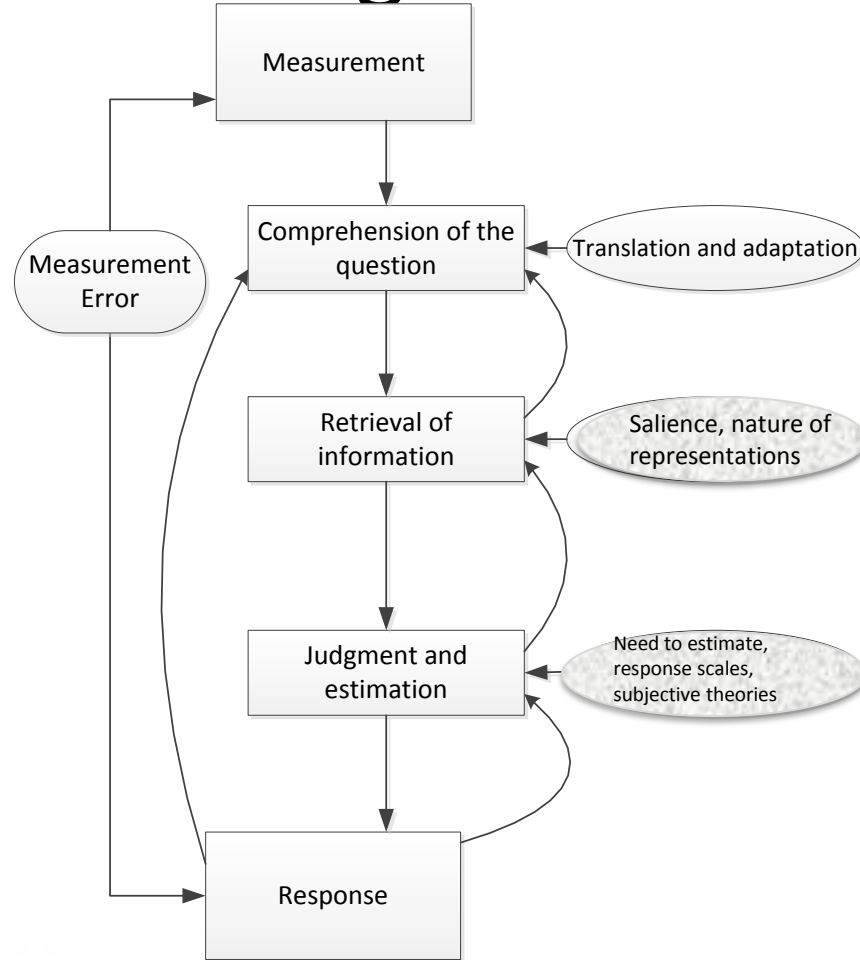 Measurement
Comprehension of the
question
Translation and adaptation
Measurement
Error
Retrieval of
information
Salience, nature of
representations
Judgment and
estimation
Need to estimate,
response scales,
subjective theories
Response